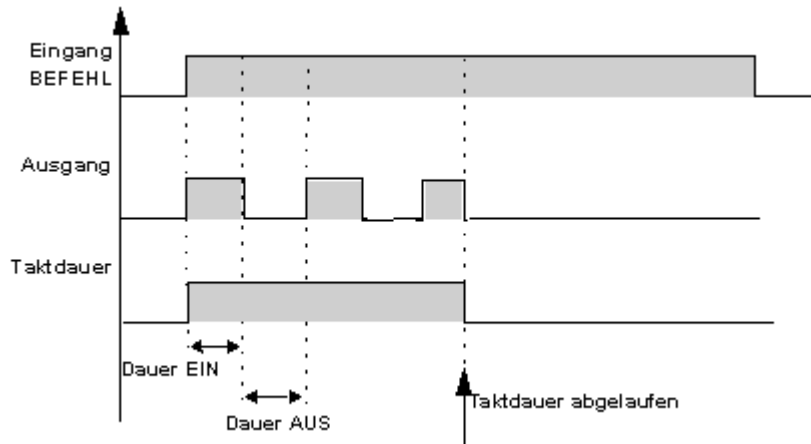 Eingang
BEFEHL
Ausgang
Taktdauer
Dauer EIN
Dauer AUS
Taktdauer abgelaufen